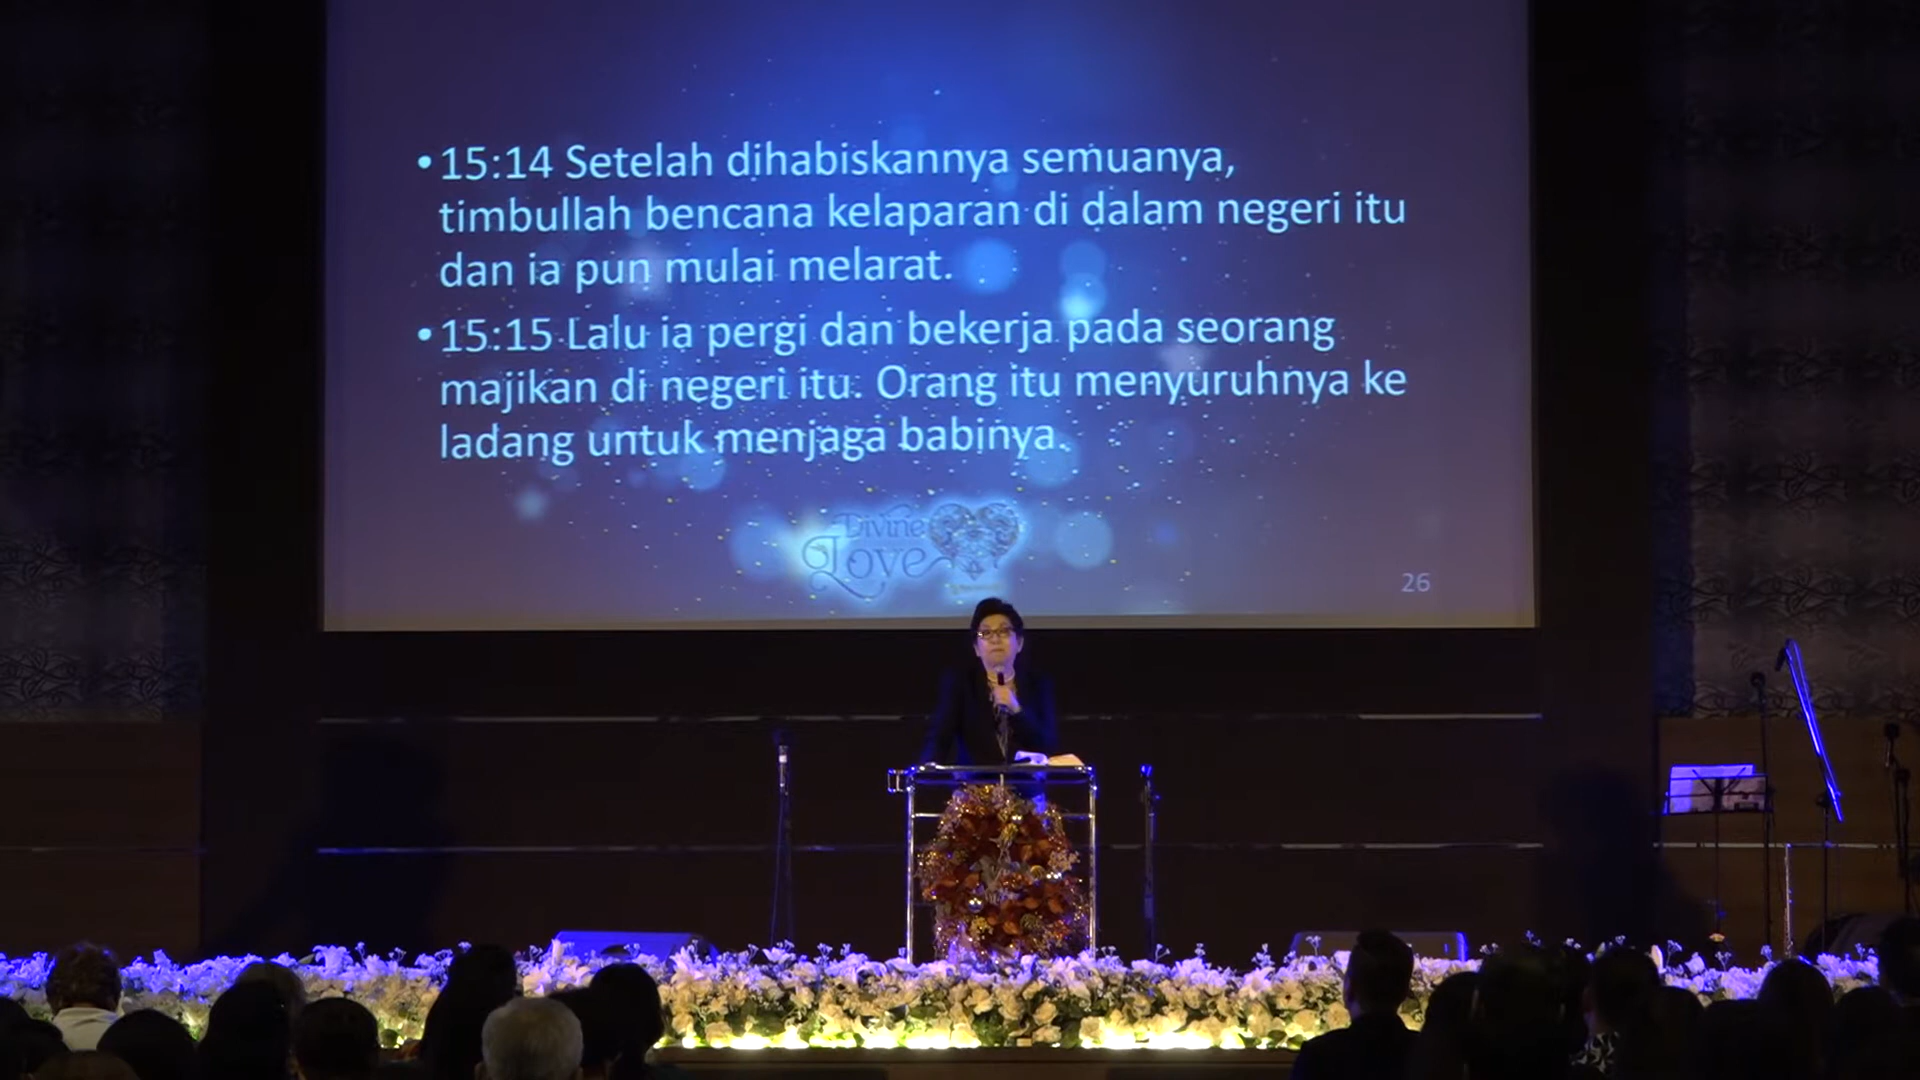 • 15:14 Setelah dihabiskannya semuanya,
timbullah bencana kelaparan di dalam negeri itu
dan ia pun mulai melarat.
• 15:15 Lalu ia pergi dan bekerja pada seorang
majikan di negeri itu. Orang itu menyuruhnya ke
ladang untuk menjaga babinya.
Divine
Love
26